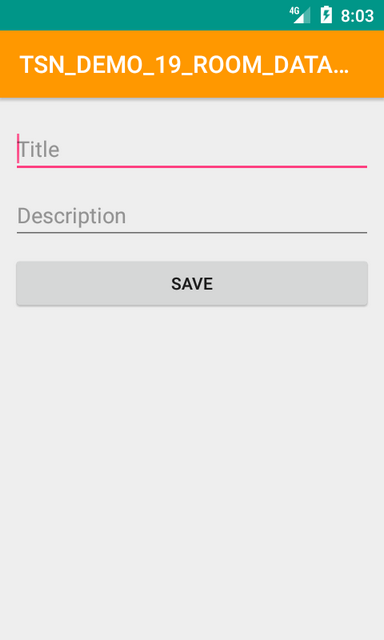 4G 8:03
TSN_DEMO_19_ROOM_DATA...
Title
Description
SAVE